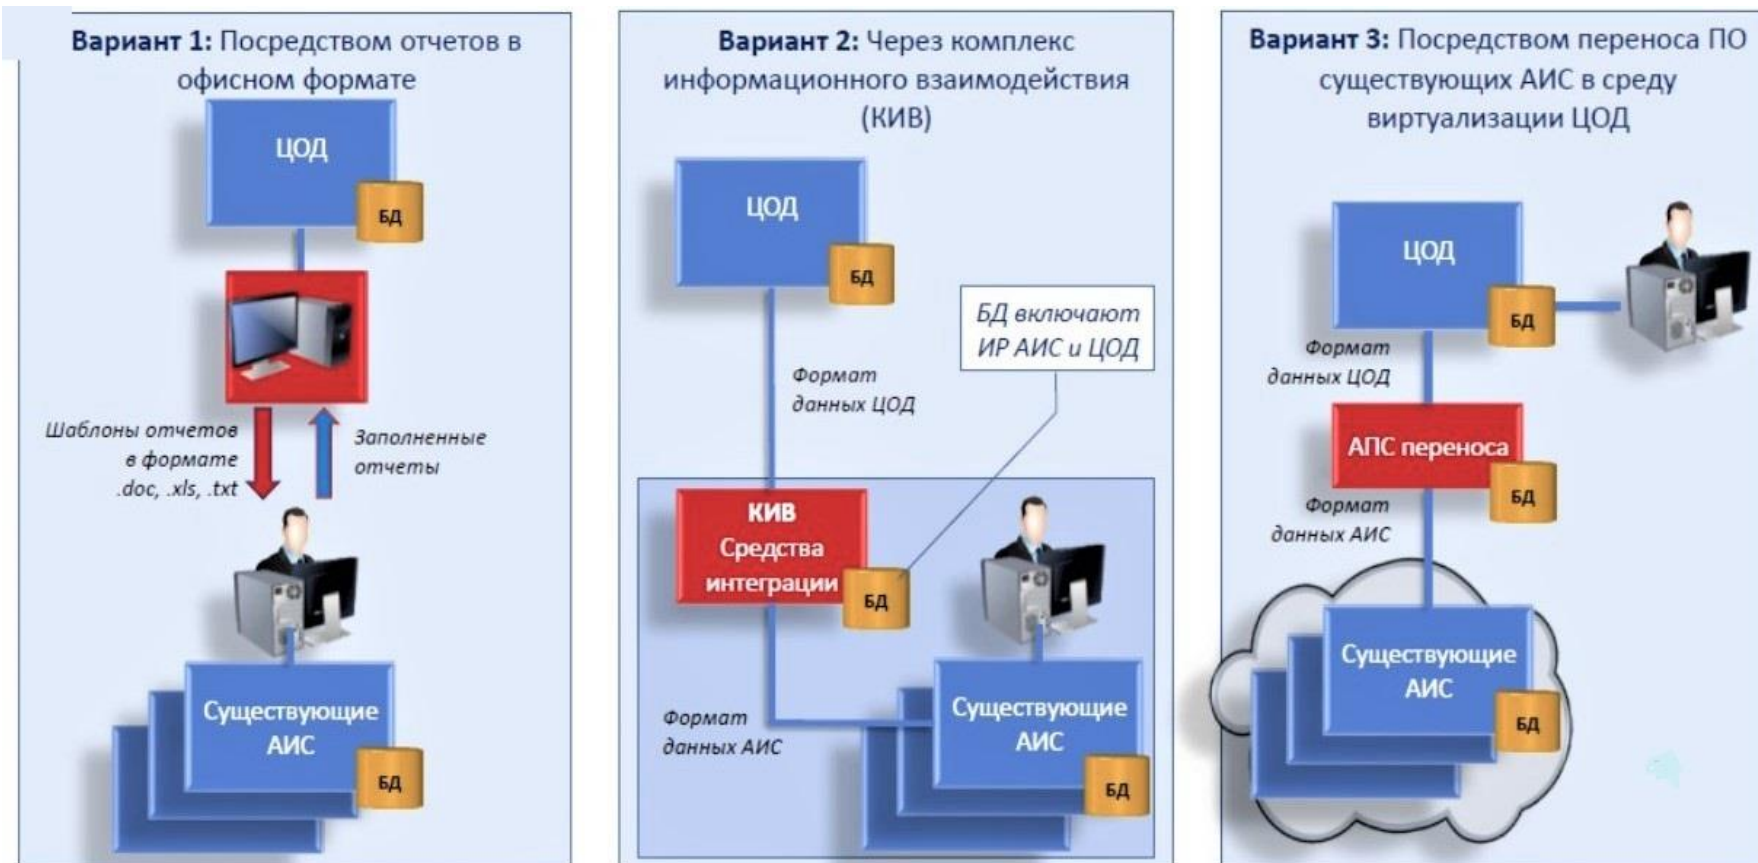 Вариант 1: Посредством отчетов в
офисном формате
ЦОД
БД
Шаблоны отчетов
в формате
.doc, .xls, .txt
Заполненные
отчеты
Существующие
АИС
БД
Вариант 2: Через комплекс
информационного взаимодействия
(КИВ)
ЦОД
БД
БД включают
ИР АИС и ЦОД
Формат
данных ЦОД
КИВ
Средства
интеграции
БД
Формат
данных АИС
Существующие
АИС
БД
Вариант 3: Посредством переноса ПО
существующих АИС в среду
виртуализации ЦОД
ЦОД
БД
Формат
данных ЦОД
АПС переноса
БД
Формат
данных АИС
Существующие
АИС
БД